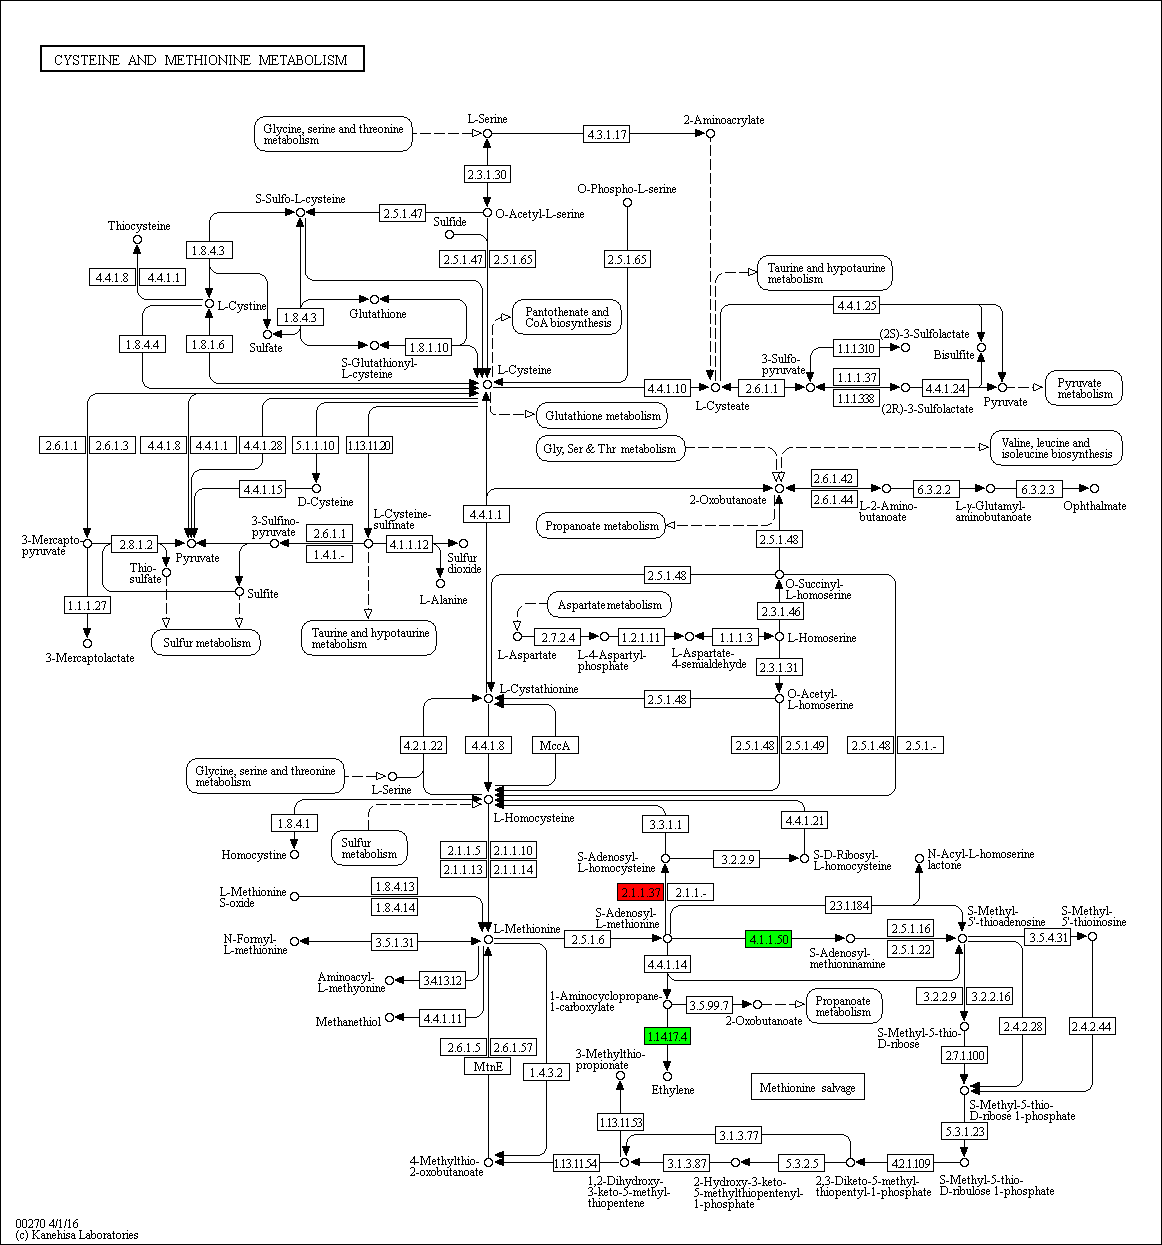 CYSTEINE AND METHIONINE METABOLISM
L-Serine
2-Aminoacrylate
Glycine, serine and threonine
metabolism
4.3.1.17
2.3.1.30
O-Phospho-L-serine
S-Sulfo-L-cysteine
2.5.1.47
O-Acetyl-L-serine
Thiocysteine
Sulfide
1.8.4.3
4.4.1.8
4.4.1.1
2.5.1.47
2.5.1.65
2.5.1.65
Taurine and hypotaurine
metabolism
L-Cystine
4.4.1.25
Glutathione
1.8.4.3
Pantothenate and
CoA biosynthesis
(2S)-3-Sulfolactate
4.4.1.4
1.8.1.6
Sulfate
1.8.1.10
1.1.1.310
Bisulfite
S-Glutathionyl-
L-cysteine
L-Cysteine
3-Sulfo-
pyruvate
1.1.1.37
4.4.1.10
2.6.1.1
4.4.1.24
Pyruvate
metabolism
1.1.1.338
L-Cysteate
(2R)-3-Sulfolactate
Pyruvate
Glutathione metabolism
2.6.1.1
2.6.1.3
4.4.1.8
4.4.1.1
4.4.1.28
5.1.1.10
1.13.11.20
Gly, Ser & Thr metabolism
Valine, leucine and
isoleucine biosynthesis
2.6.1.42
4.4.1.15
D-Cysteine
2-Oxobutanoate
2.6.1.44
6.3.2.2
6.3.2.3
L-2-Amino-
butanoate
L-γ-Glutamyl-
aminobutanoate
Ophthalmate
4.4.1.1
L-Cysteine-
sulfinate
3-Sulfino-
pyruvate
Propanoate metabolism
2.6.1.1
3-Mercapto
pyruvate
2.8.1.2
Pyruvate
1.4.1.-
4.1.1.12
Sulfur
dioxide
2.5.1.48
Thio-
sulfate
2.5.1.48
O-Succinyl-
L-homoserine
Sulfite
L-Alanine
1.1.1.27
Aspartate metabolism
2.3.1.46
Sulfur metabolism
Taurine and hypotaurine
metabolism
2.7.2.4
1.2.1.11
1.1.1.3
L-Homoserine
3-Mercaptolactate
L-Aspartate
L-4-Aspartyl-
phosphate
L-Aspartate-
4-semialdehyde
2.3.1.31
L-Cystathionine
2.5.1.48
O-Acetyl-
L-homoserine
4.2.1.22
4.4.1.8
MccA
2.5.1.48
2.5.1.49
2.5.1.48
2.5.1.-
Glycine, serine and threonine
metabolism
L-Serine
1.8.4.1
L-Homocysteine
3.3.1.1
4.4.1.21
Sulfur
metabolism
Homocystine
2.1.1.5
2.1.1.10
2.1.1.13
2.1.1.14
S-Adenosyl-
L-homocysteine
3.2.2.9
S-D-Ribosyl-
L-homocysteine
N-Acyl-L-homoserine
lactone
L-Methionine
S-oxide
1.8.4.13
1.8.4.14
2.1.1.37
2.1.1.-
2.3.1.184
S-Adenosyl-
L-methionine
S-Methyl-
5'-thioadenosine
S-Methyl-
5'-thioinosine
L-Methionine
N-Formyl-
L-methionine
3.5.1.31
2.5.1.6
4.1.1.50
2.5.1.16
2.5.1.22
3.5.4.31
S-Adenosyl-
methioninamine
4.4.1.14
Aminoacyl-
L-methyonine
3.4.13.12
1-Aminocyclopropane-
1-carboxylate
3.2.2.9
3.2.2.16
Methanethiol
4.4.1.11
3.5.99.7
2-Oxobutanoate
Propanoate
metabolism
S-Methyl-5-thio-
D-ribose
2.4.2.28
2.4.2.44
1.14.17.4
2.6.1.5
2.6.1.57
MtnE
1.4.3.2
3-Methylthio-
propionate
Ethylene
2.7.1.100
Methionine salvage
S-Methyl-5-thio-
D-ribose 1-phosphate
1.13.11.53
3.1.3.77
5.3.1.23
4-Methylthio-
2-oxobutanoate
1.13.11.54
3.1.3.87
5.3.2.5
4.2.1.109
1,2-Dihydroxy-
3-keto-5-methyl-
thiopentene
2-Hydroxy-3-keto-
5-methylthiopentenyl-
1-phosphate
2,3-Diketo-5-methyl-
thiopentyl-1-phosphate
S-Methyl-5-thio-
D-ribulose 1-phosphate
00270 4/1/16
(c) Kanehisa Laboratories